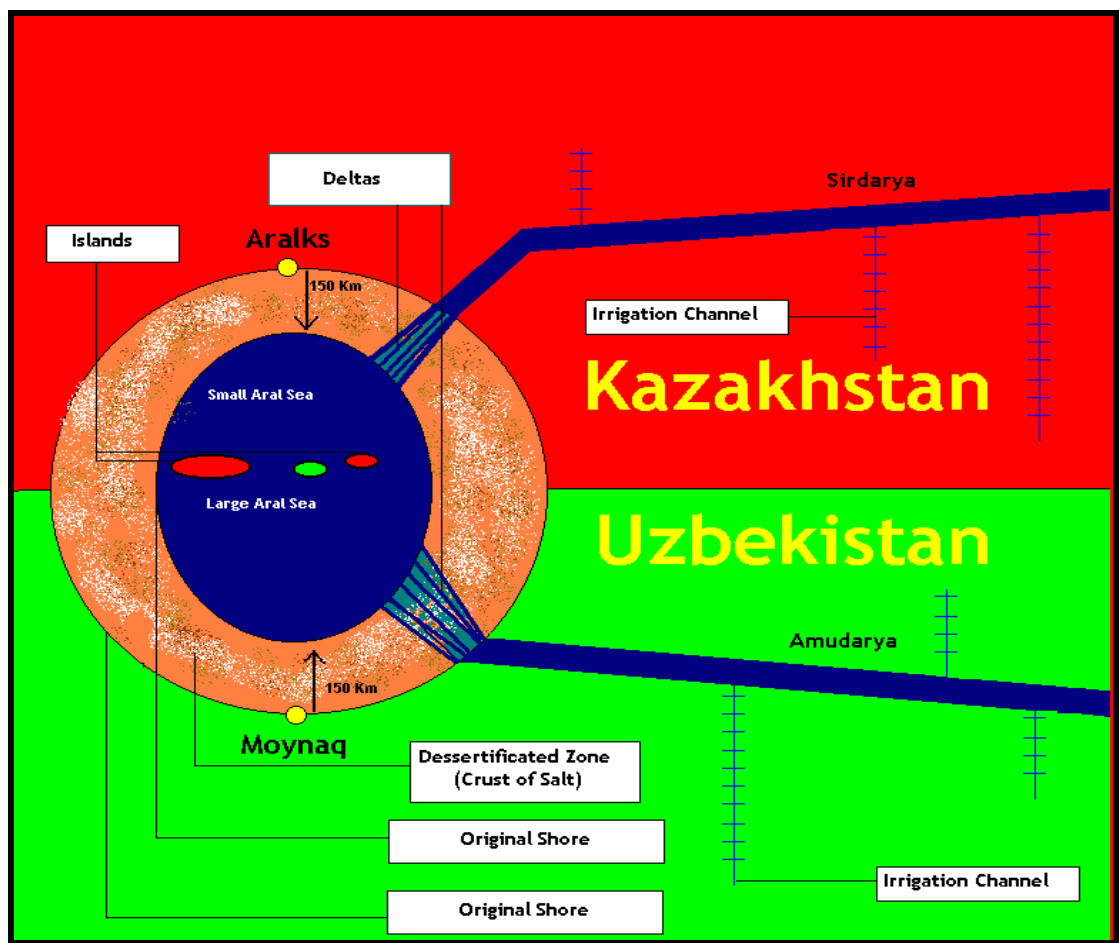 Deltas
Sirdarya
Islands
Aralks
150 Km
Irrigation Channel
Kazakhstan
Small Aral Sea
Large Aral Sea
Uzbekistan
Amudarya
150 Km
Moynaq
Dessertificated Zone
(Crust of Salt)
Original Shore
Irrigation Channel
Original Shore